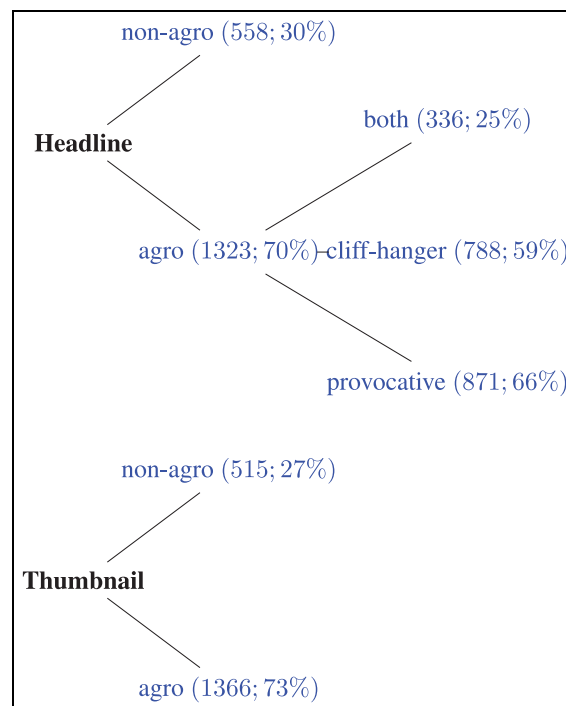 non-agro (558; 30%)
both (336; 25%)
Headline
agro (1323; 70%)
cliff-hanger (788; 59%)
provocative (871; 66%)
non-agro (515; 27%)
Thumbnail
agro (1366; 73%)